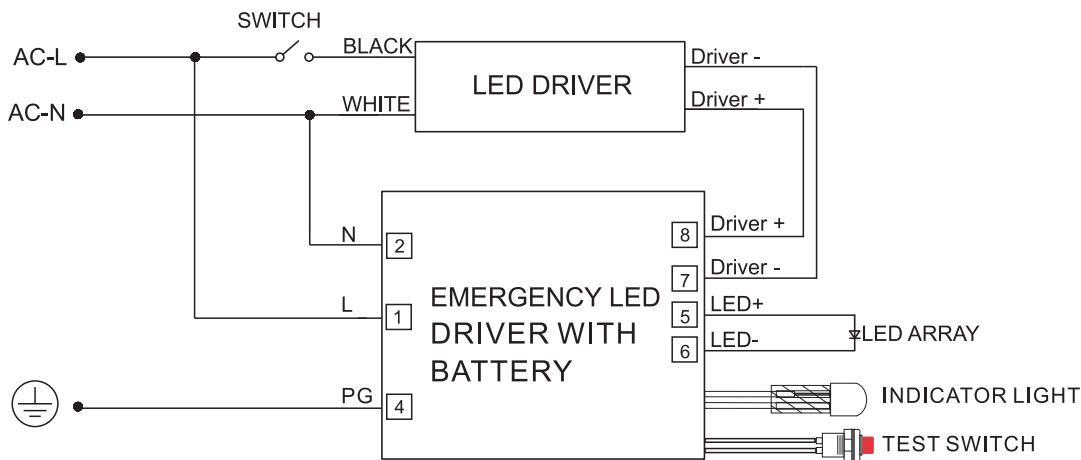 SWITCH
AC-L
BLACK
Driver -
LED DRIVER
AC-N
WHITE
Driver +
N
2
8
Driver +
7
Driver -
L
1
EMERGENCY LED
DRIVER WITH
BATTERY
5
LED+
LED ARRAY
6
LED-
PG
4
INDICATOR LIGHT
TEST SWITCH